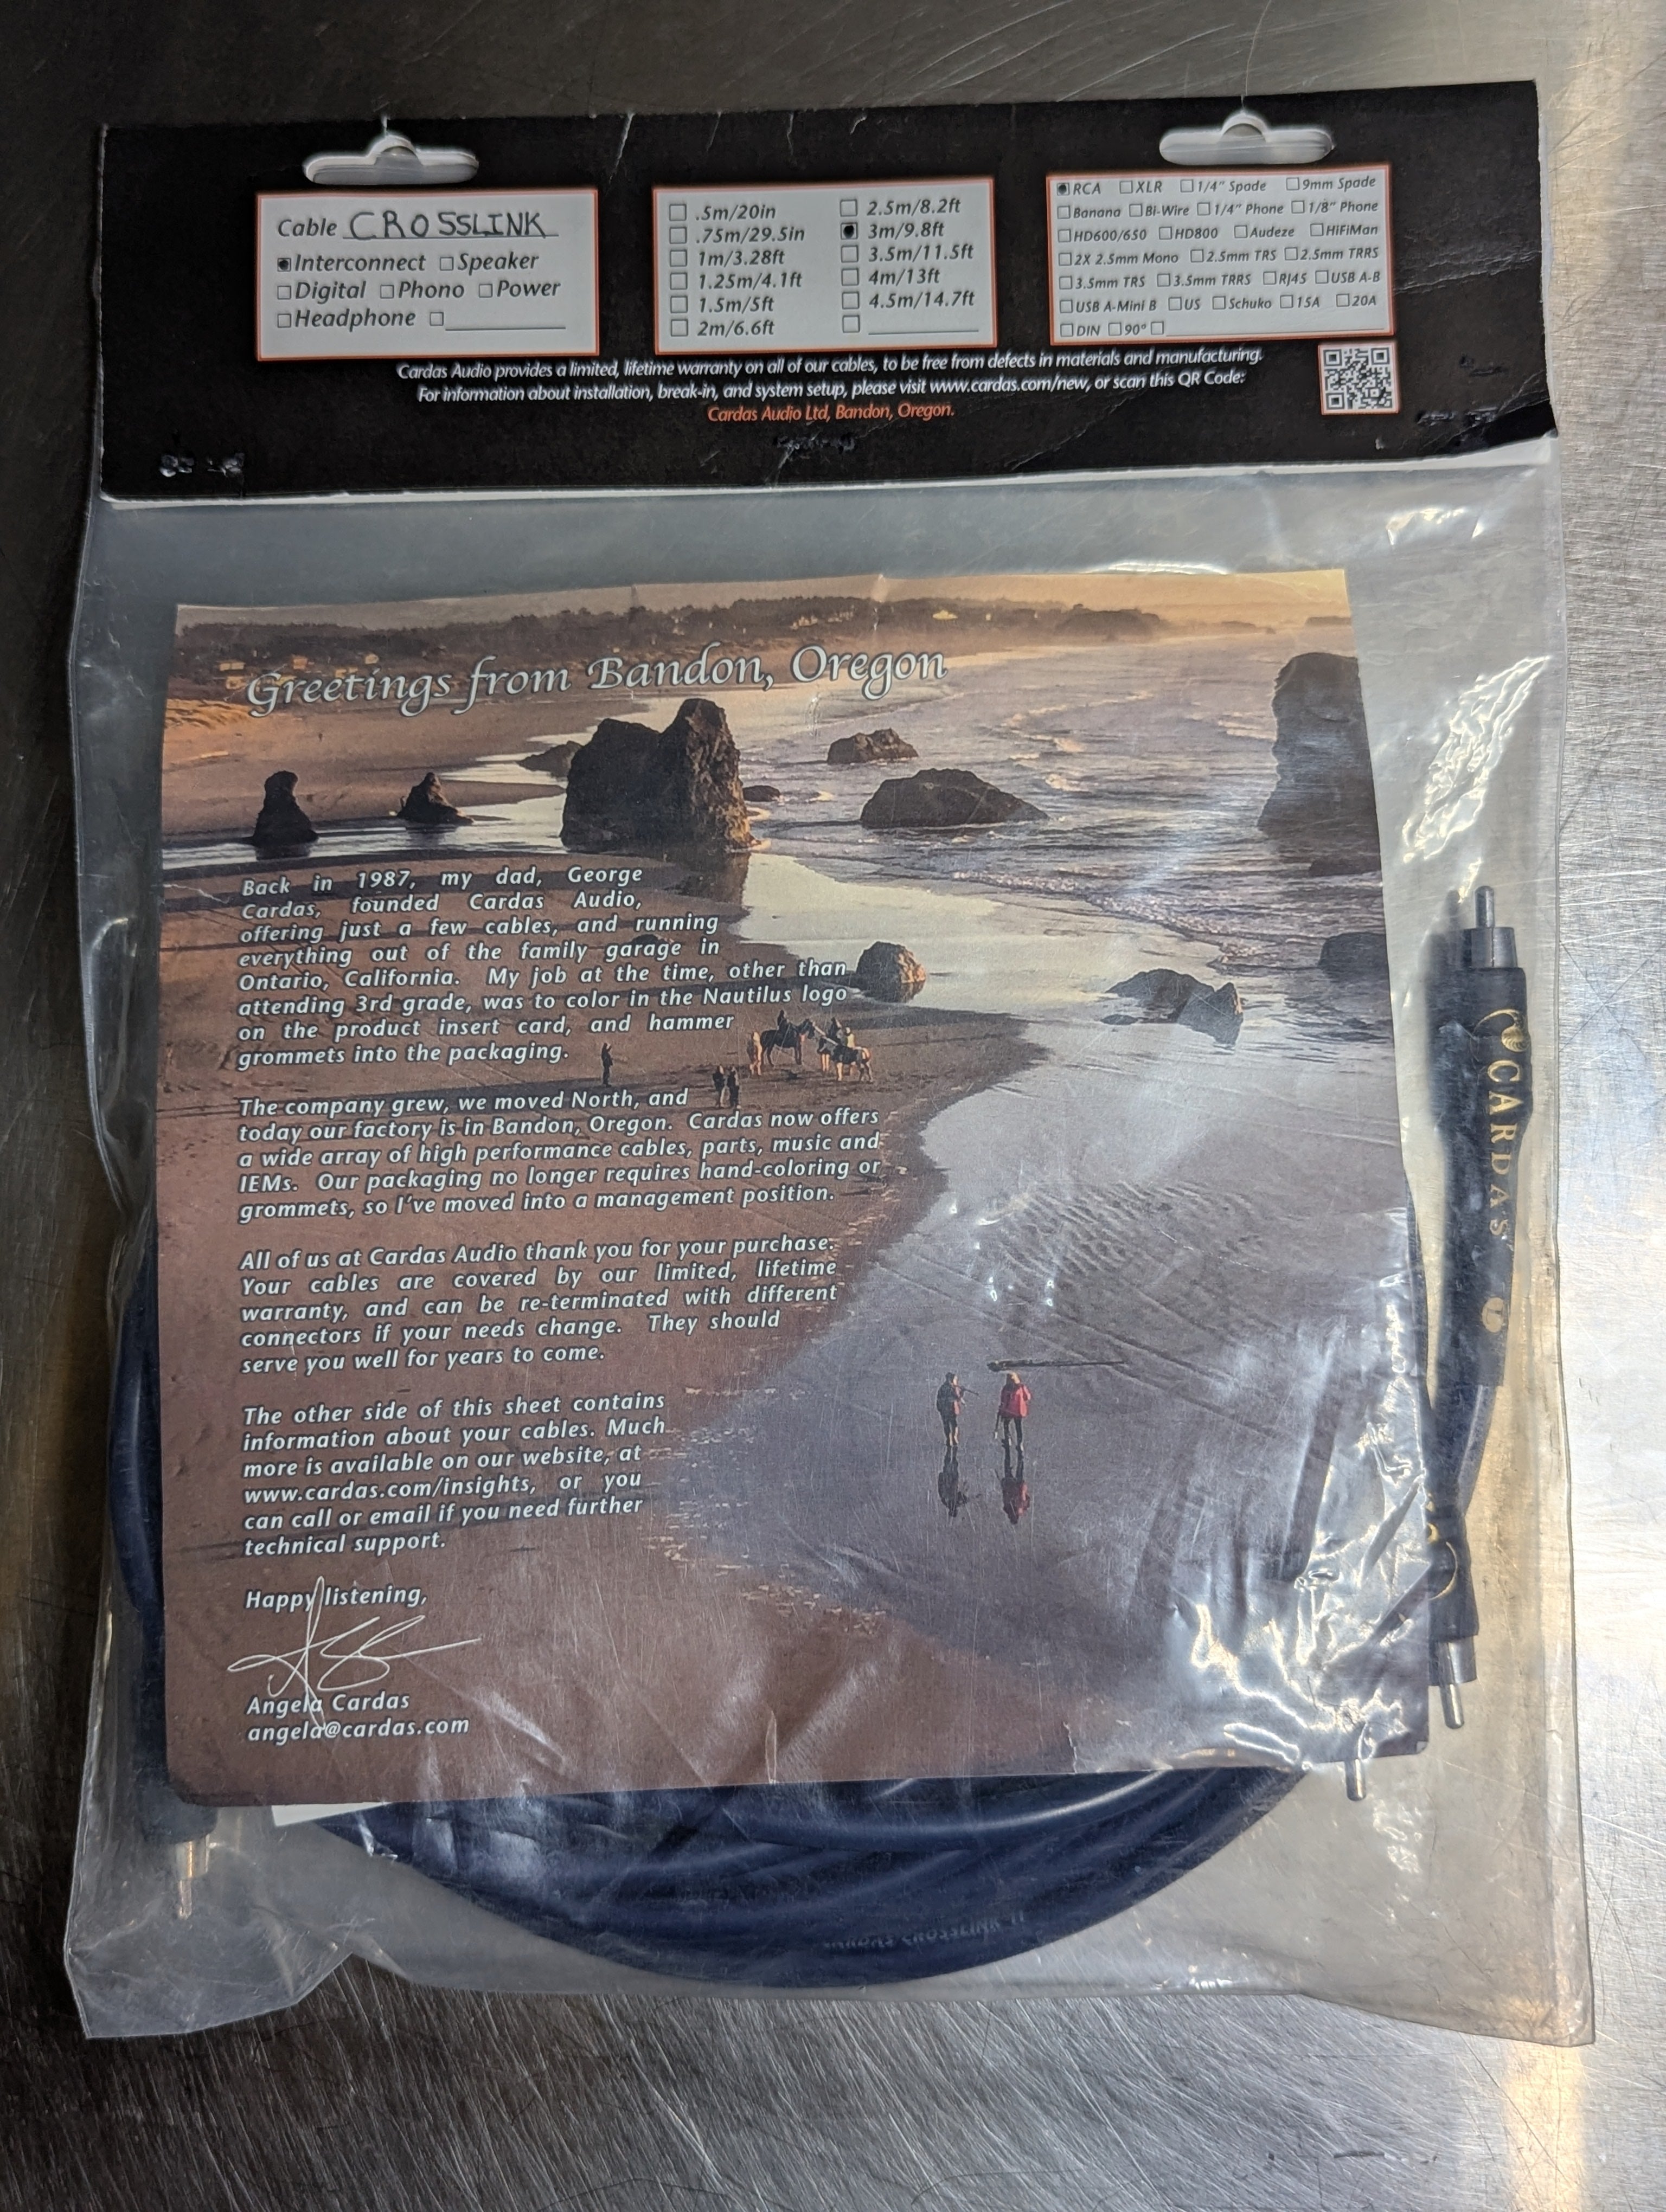 Cable CROSSLINK
Interconnect Speaker
Digital Phono Power
Headphone
.5m/20in
.75m/29.5in
1m/3.28ft
1.25m/4.1ft
1.5m/5ft
2m/6.6ft
2.5m/8.2ft
3m/9.8ft
3.5m/11.5ft
4m/13ft
4.5m/14.7ft
RCA XLR 1/4" Spade 9mm Spade
Banana Bi-Wire 1/4" Phone 1/8" Phone
HD600/650 HD800 Audeze HiFiMan
2X 2.5mm Mono 2.5mm TRS 2.5mm TRRS
3.5mm TRS 3.5mm TRRS RJ45 USB A-B
USB A-Mini B US Schuko 15A 20A
DIN 90°
Cardas Audio provides a limited, lifetime warranty on all of our cables, to be free from defects in materials and manufacturing.
For information about installation, break-in, and system setup, please visit www.cardas.com/new, or scan this QR Code:
Cardas Audio Ltd, Bandon, Oregon.
Greetings from Bandon, Oregon
Back in 1987, my dad, George
Cardas, founded Cardas Audio,
offering just a few cables, and running
everything out of the family garage in
Ontario, California. My job at the time, other than
attending 3rd grade, was to color in the Nautilus logo
on the product insert card, and hammer
grommets into the packaging.
The company grew, we moved North, and
today our factory is in Bandon, Oregon. Cardas now offers
a wide array of high performance cables, parts, music and
IEMs. Our packaging no longer requires hand-coloring or
grommets, so I've moved into a management position.
All of us at Cardas Audio thank you for your purchase.
Your cables are covered by our limited, lifetime
warranty, and can be re-terminated with different
connectors if your needs change. They should
serve you well for years to come.
The other side of this sheet contains
information about your cables. Much
more is available on our website, at
www.cardas.com/insights, or you
can call or email if you need further
technical support.
Happy listening,
Angela Cardas
angela@cardas.com
CARDAS
CARDAS CROSSLINK